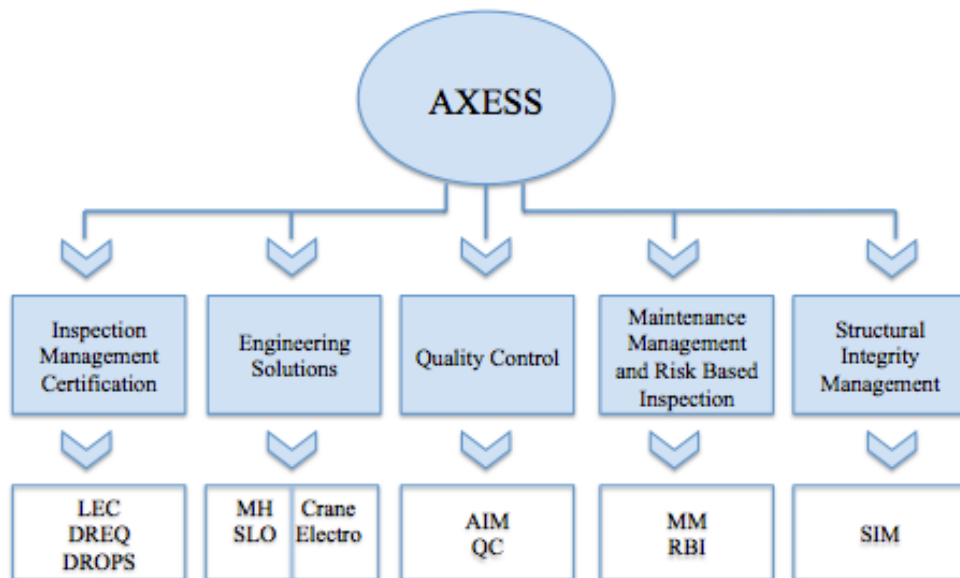 AXESS
Inspection
Management
Certification
Engineering
Solutions
Quality Control
Maintenance
Management
and Risk Based
Inspection
Structural
Integrity
Management
LEC
DREQ
DROPS
MH
SLO
Crane
Electro
AIM
QC
MM
RBI
SIM